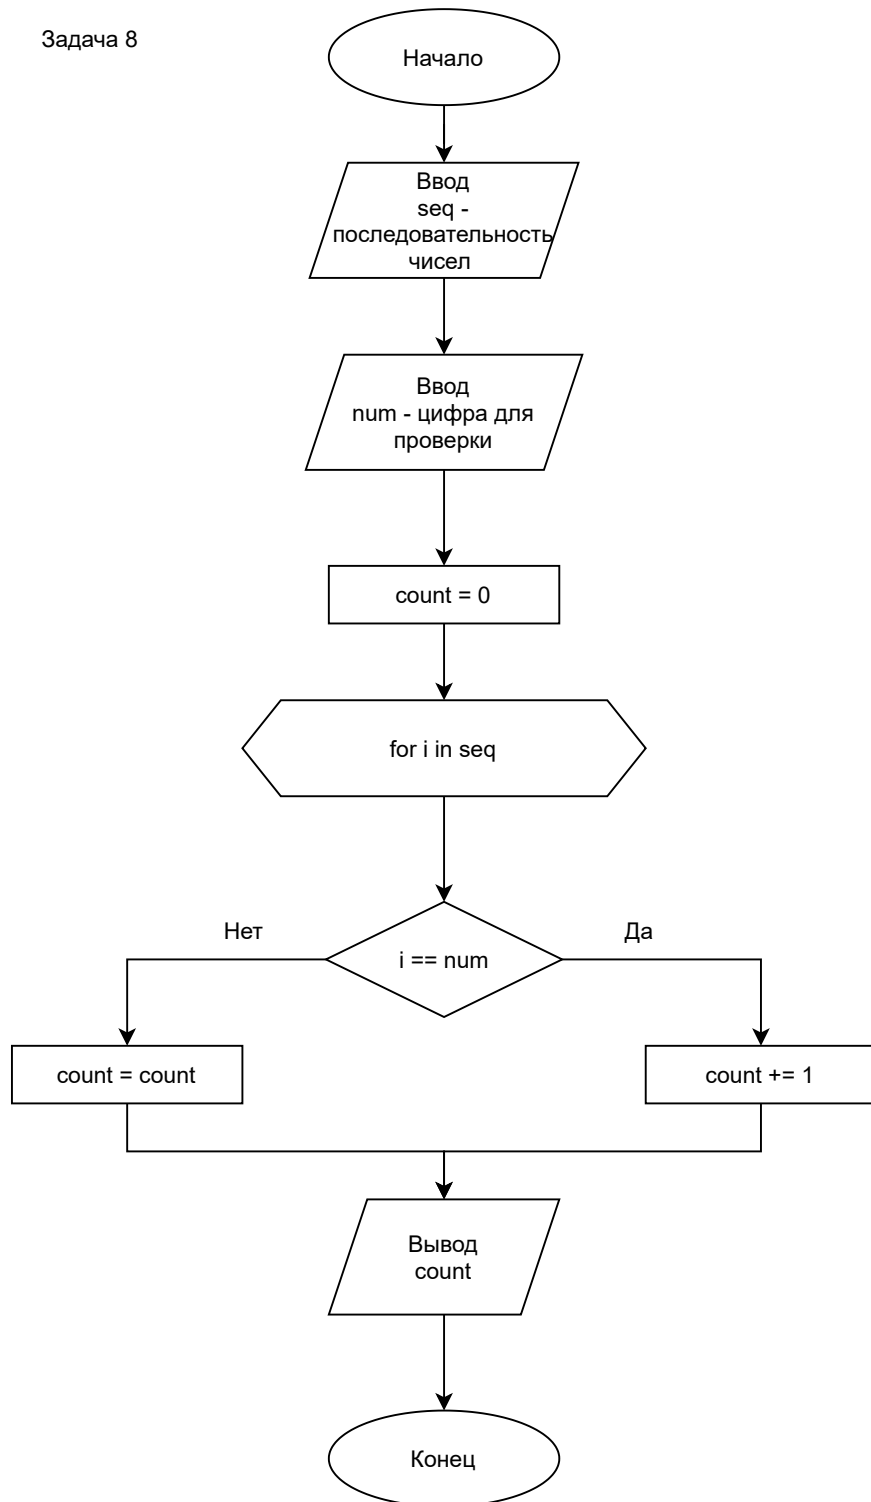 Задача 8
Начало
Ввод
seq -
последовательность
чисел
Ввод
num - цифра для
проверки
count = 0
for i in seq
Нет
Да
i == num
count = count
count += 1
Вывод
count
Конец